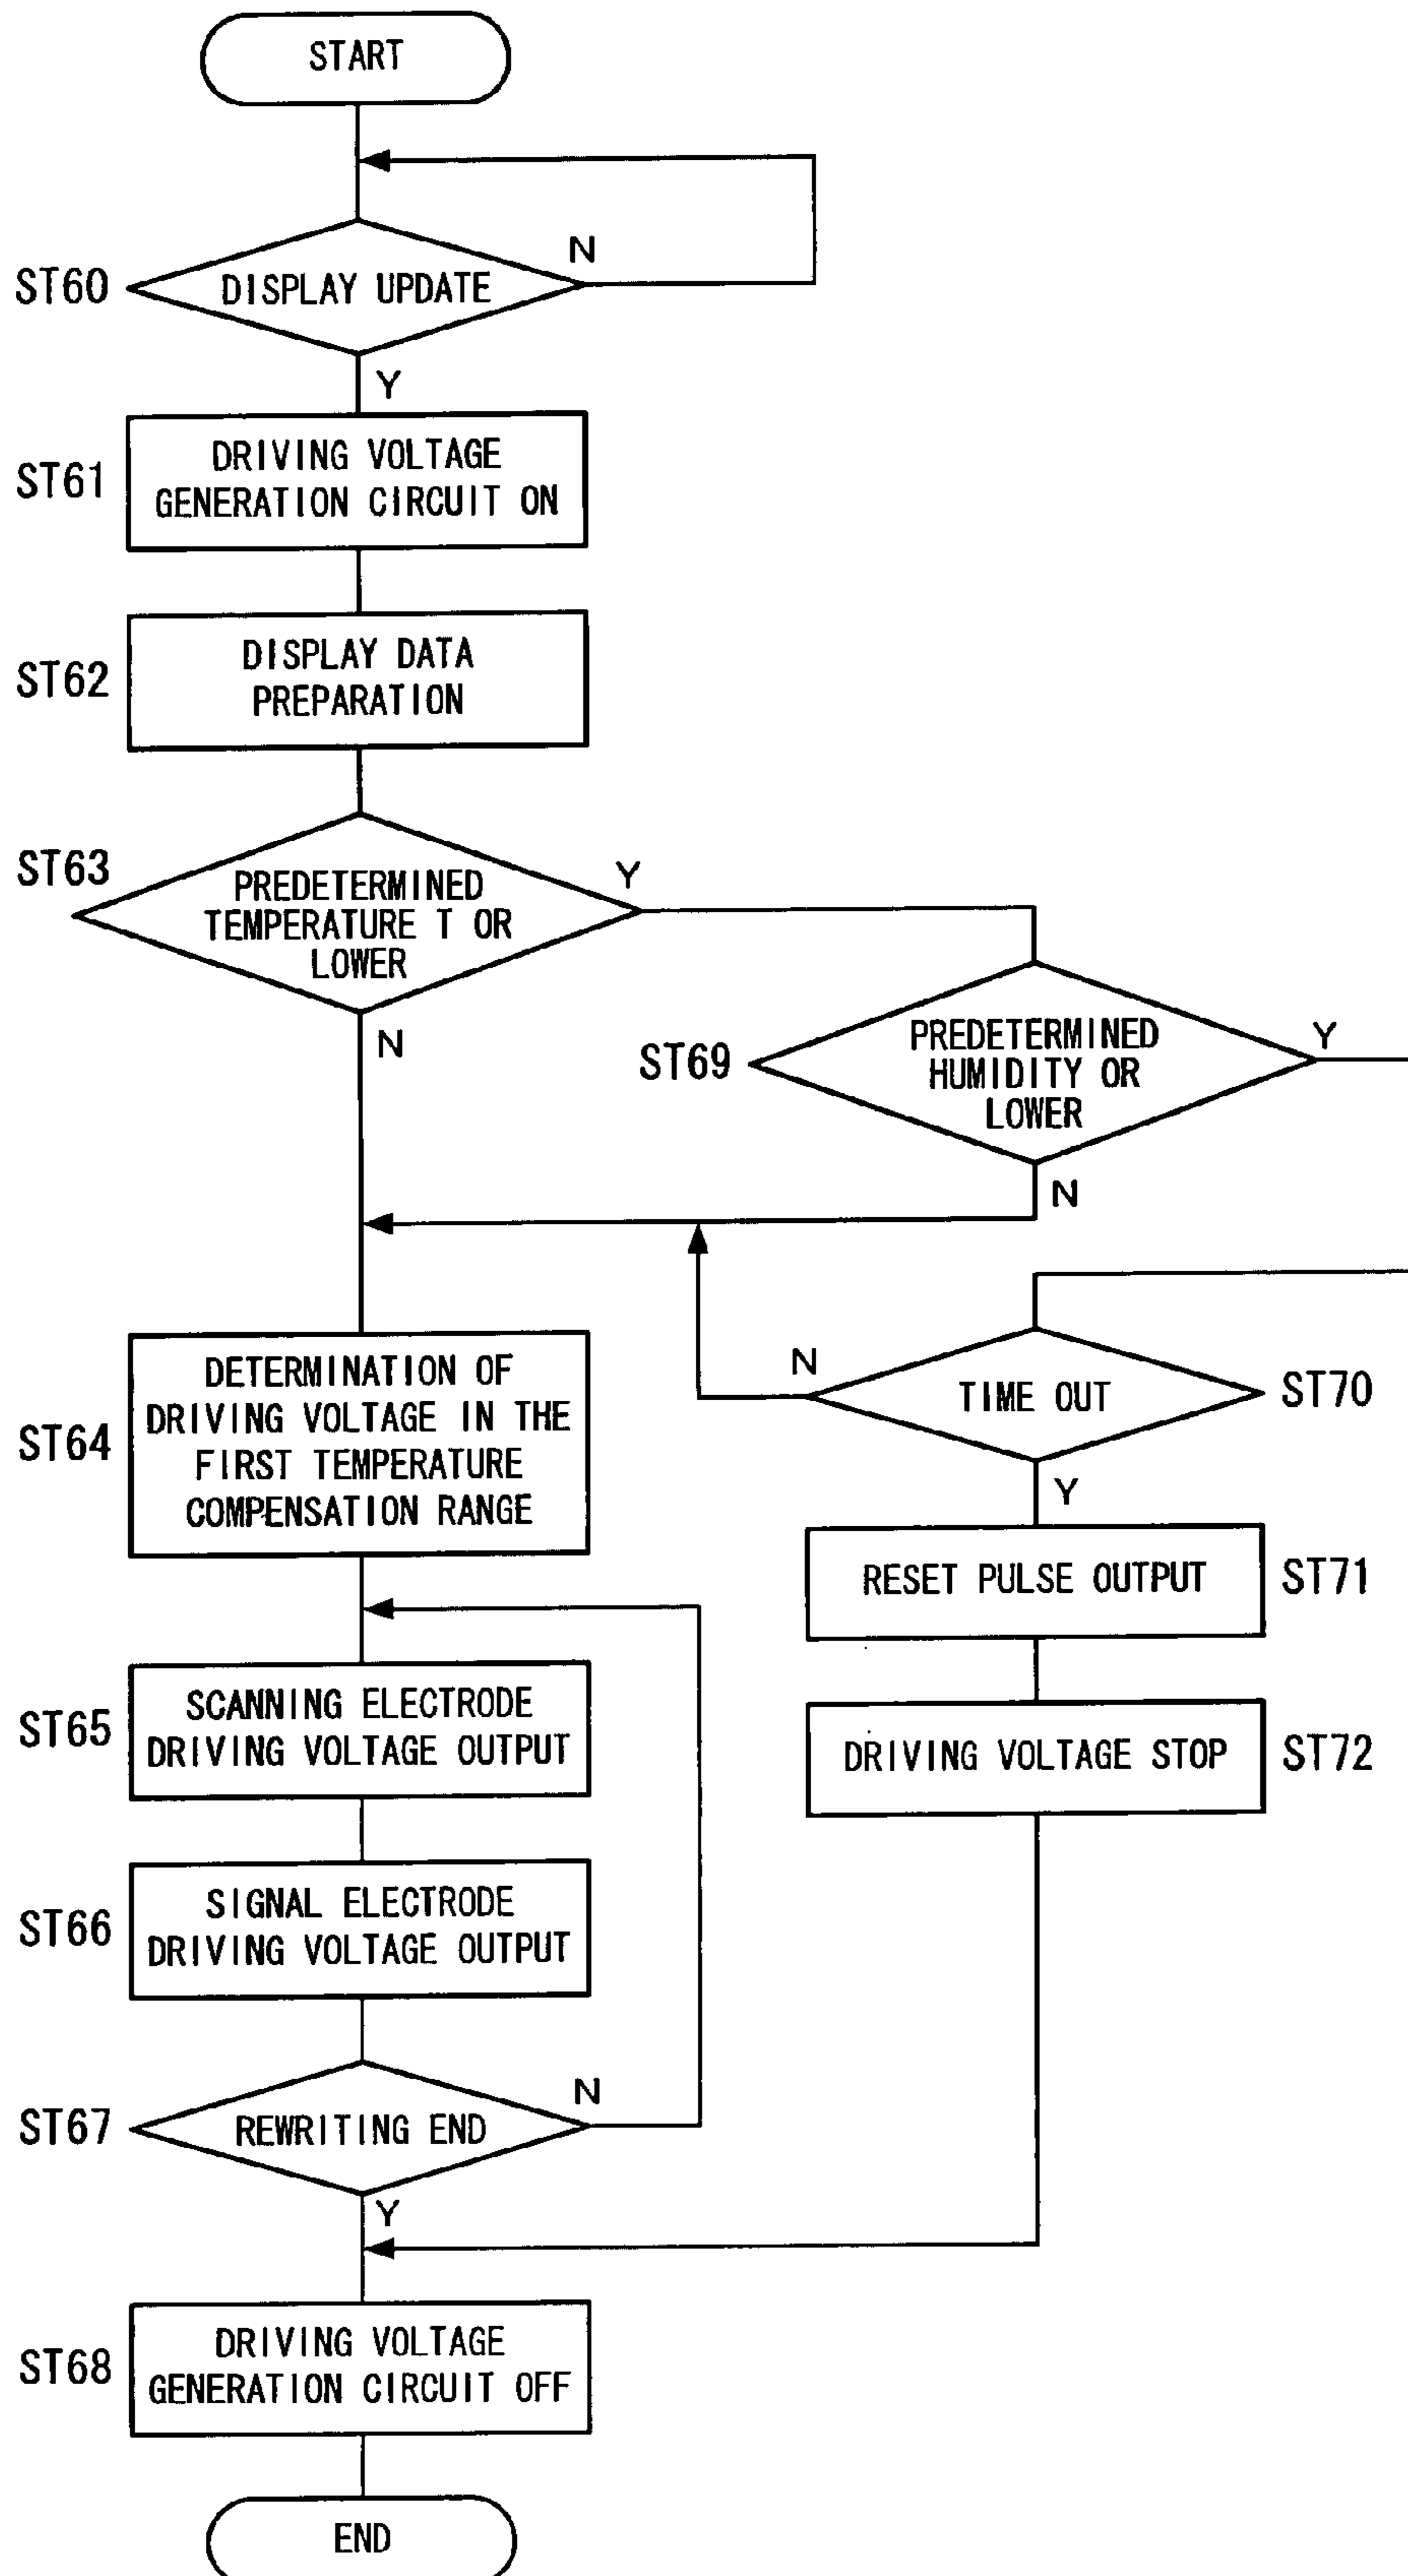 START
N
ST60
DISPLAY UPDATE
Y
ST61
DRIVING VOLTAGE
GENERATION CIRCUIT ON
ST62
DISPLAY DATA
PREPARATION
ST63
PREDETERMINED
TEMPERATURE T OR
LOWER
Y
N
ST69
PREDETERMINED
HUMIDITY OR
LOWER
Y
N
ST64
DETERMINATION OF
DRIVING VOLTAGE IN THE
FIRST TEMPERATURE
COMPENSATION RANGE
N
TIME OUT
ST70
Y
RESET PULSE OUTPUT
ST71
ST65
SCANNING ELECTRODE
DRIVING VOLTAGE OUTPUT
DRIVING VOLTAGE STOP
ST72
ST66
SIGNAL ELECTRODE
DRIVING VOLTAGE OUTPUT
ST67
REWRITING END
N
Y
ST68
DRIVING VOLTAGE
GENERATION CIRCUIT OFF
END